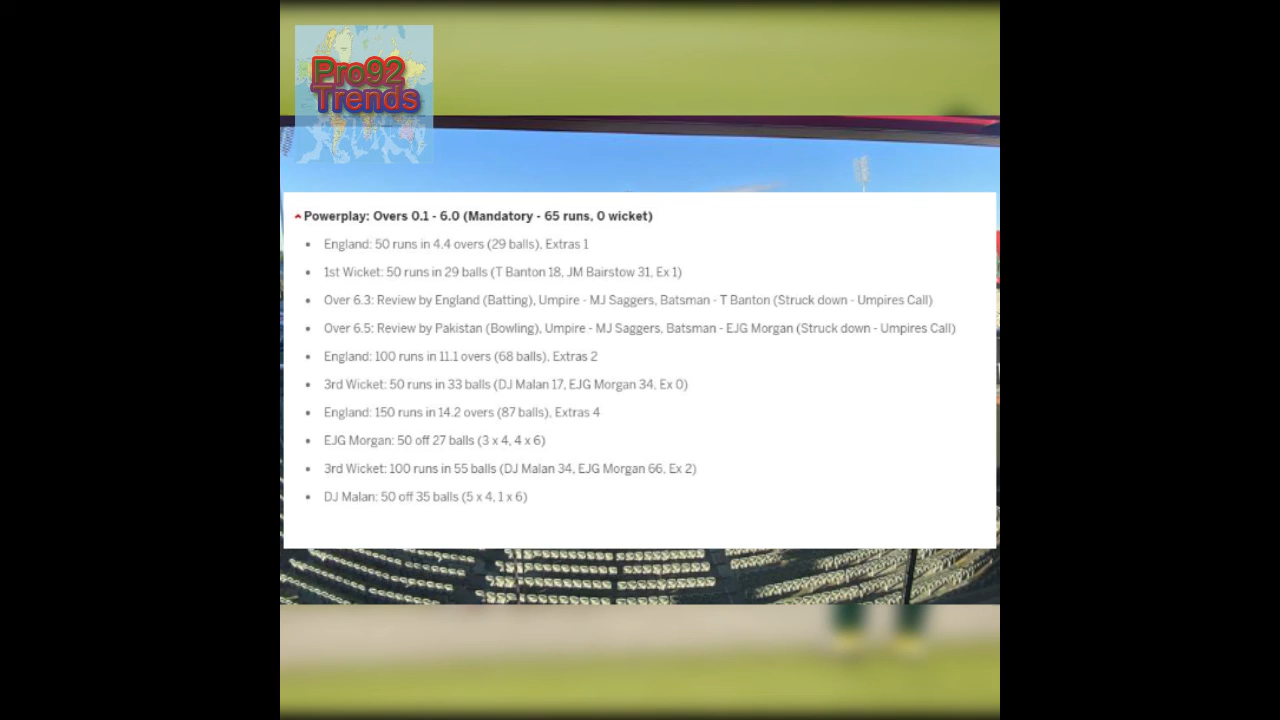 Pro92
Trends
Powerplay: Overs 0.1 - 6.0 (Mandatory - 65 runs, 0 wicket)
England: 50 runs in 4.4 overs (29 balls), Extras 1
1st Wicket: 50 runs in 29 balls (T Banton 18, JM Bairstow 31, Ex 1)
Over 6.3: Review by England (Batting), Umpire - MJ Saggers, Batsman - T Banton (Struck down - Umpires Call)
Over 6.5: Review by Pakistan (Bowling), Umpire - MJ Saggers, Batsman - EJG Morgan (Struck down - Umpires Call)
England: 100 runs in 11.1 overs (68 balls), Extras 2
3rd Wicket: 50 runs in 33 balls (DJ Malan 17, EJG Morgan 34, Ex 0)
England: 150 runs in 14.2 overs (87 balls), Extras 4
EJG Morgan: 50 off 27 balls (3 x 4, 4 x 6)
3rd Wicket: 100 runs in 55 balls (DJ Malan 34, EJG Morgan 66, Ex 2)
DJ Malan: 50 off 35 balls (5 x 4, 1 x 6)